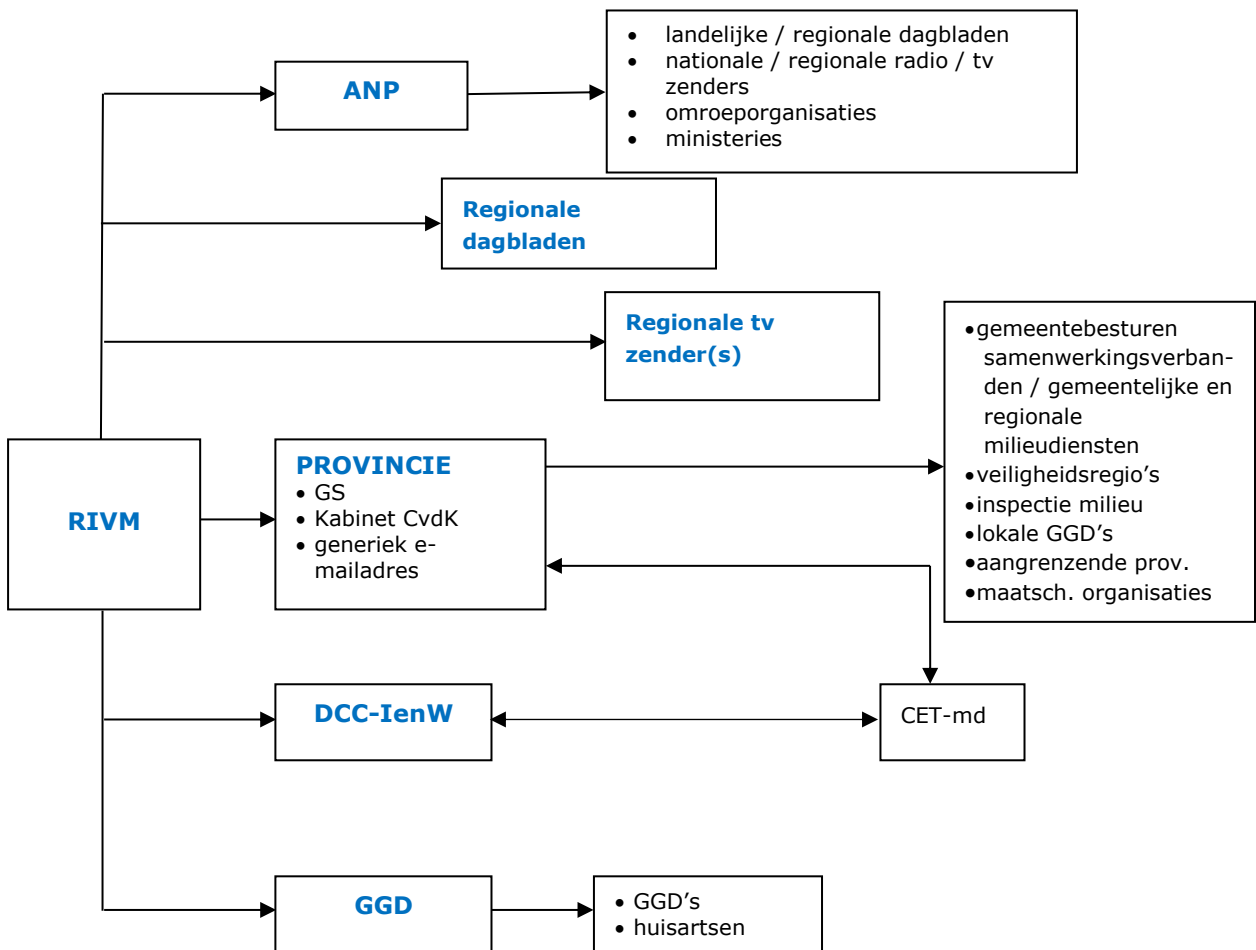 ANP
• landelijke / regionale dagbladen
• nationale / regionale radio / tv
zenders
• omroeporganisaties
• ministeries
Regionale
dagbladen
Regionale tv
zender(s)
•gemeentebesturen
samenwerkingsverban-
den / gemeentelijke en
regionale
milieudiensten
•veiligheidsregio's
•inspectie milieu
•lokale GGD's
•aangrenzende prov.
•maatsch. organisaties
RIVM
PROVINCIE
• GS
• Kabinet CvdK
• generiek e-
mailadres
DCC-IenW
CET-md
GGD
• GGD's
• huisartsen